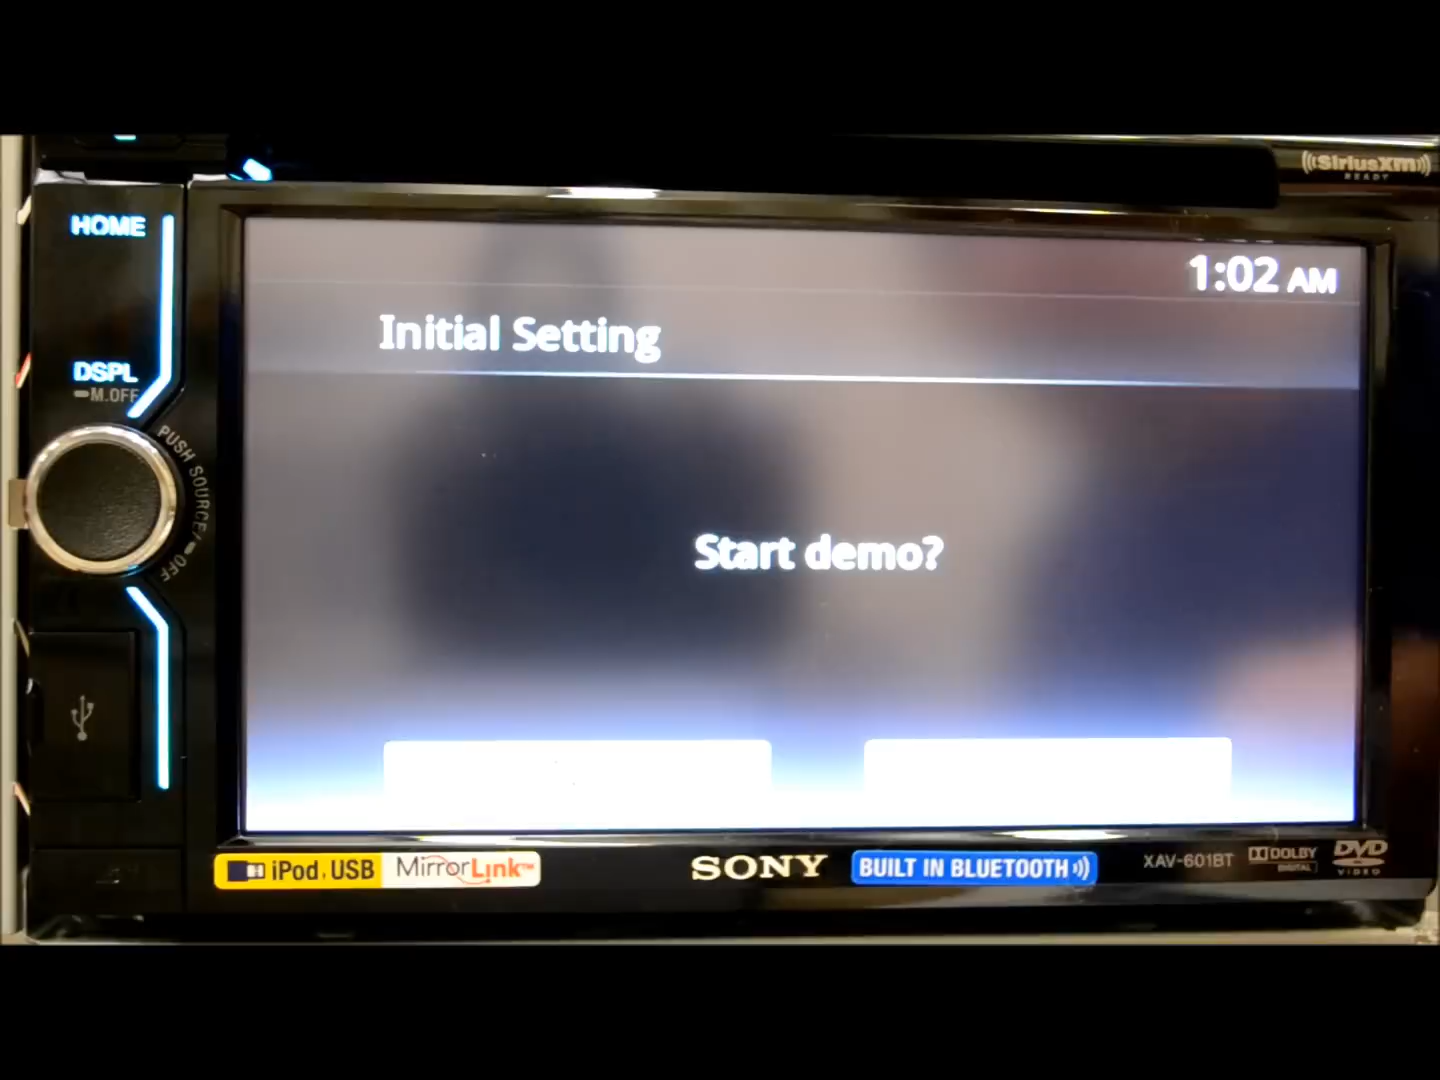 SiriusXM
READY
HOME
1:02 AM
Initial Setting
DSPL
M.OFF
PUSH SOURCE/ OFF
Start demo?
iPod, USB
MirrorLink™
SONY
BUILT IN BLUETOOTH
XAV-601BT
DOLBY
DIGITAL
DVD
VIDEO